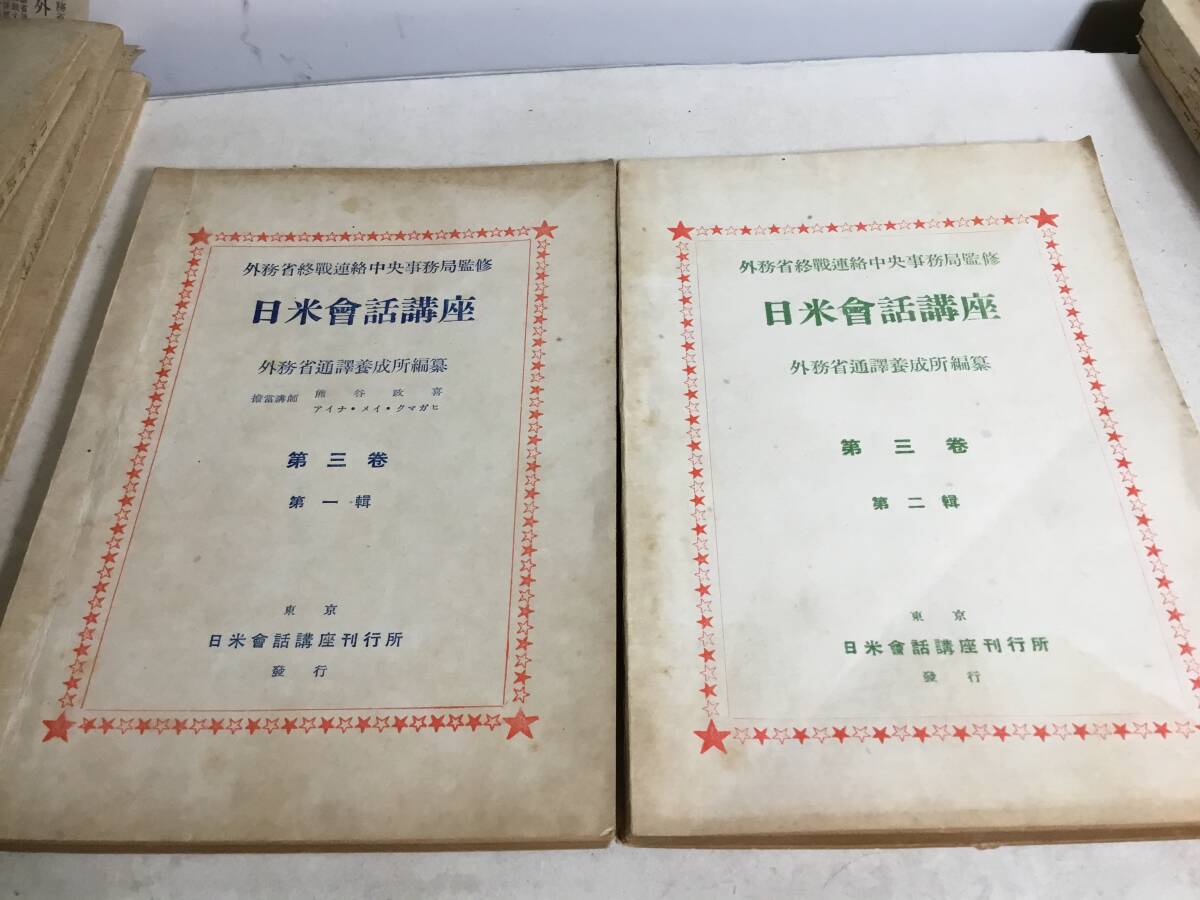 外務省終戰連絡中央事務局監修
日米會話講座
外務省通譯養成所編纂
擔當講師
熊谷政喜
アイナ・メイ・クマガヒ
第三卷
第一輯
東京
日米會話講座刊行所
發行
外務省終戰連絡中央事務局監修
日米會話講座
外務省通譯養成所編纂
第三卷
第二輯
東京
日米會話講座刊行所
發行